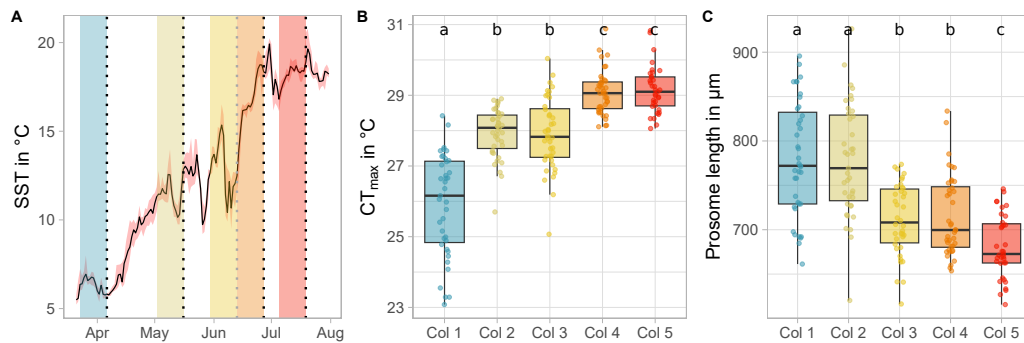 A
SST in °C
20
15
10
5
Apr May Jun Jul Aug
B
CTmax in °C
31
29
27
25
23
a b b c c
Col 1 Col 2 Col 3 Col 4 Col 5
C
Prosome length in µm
900
800
700
a a b b c
Col 1 Col 2 Col 3 Col 4 Col 5